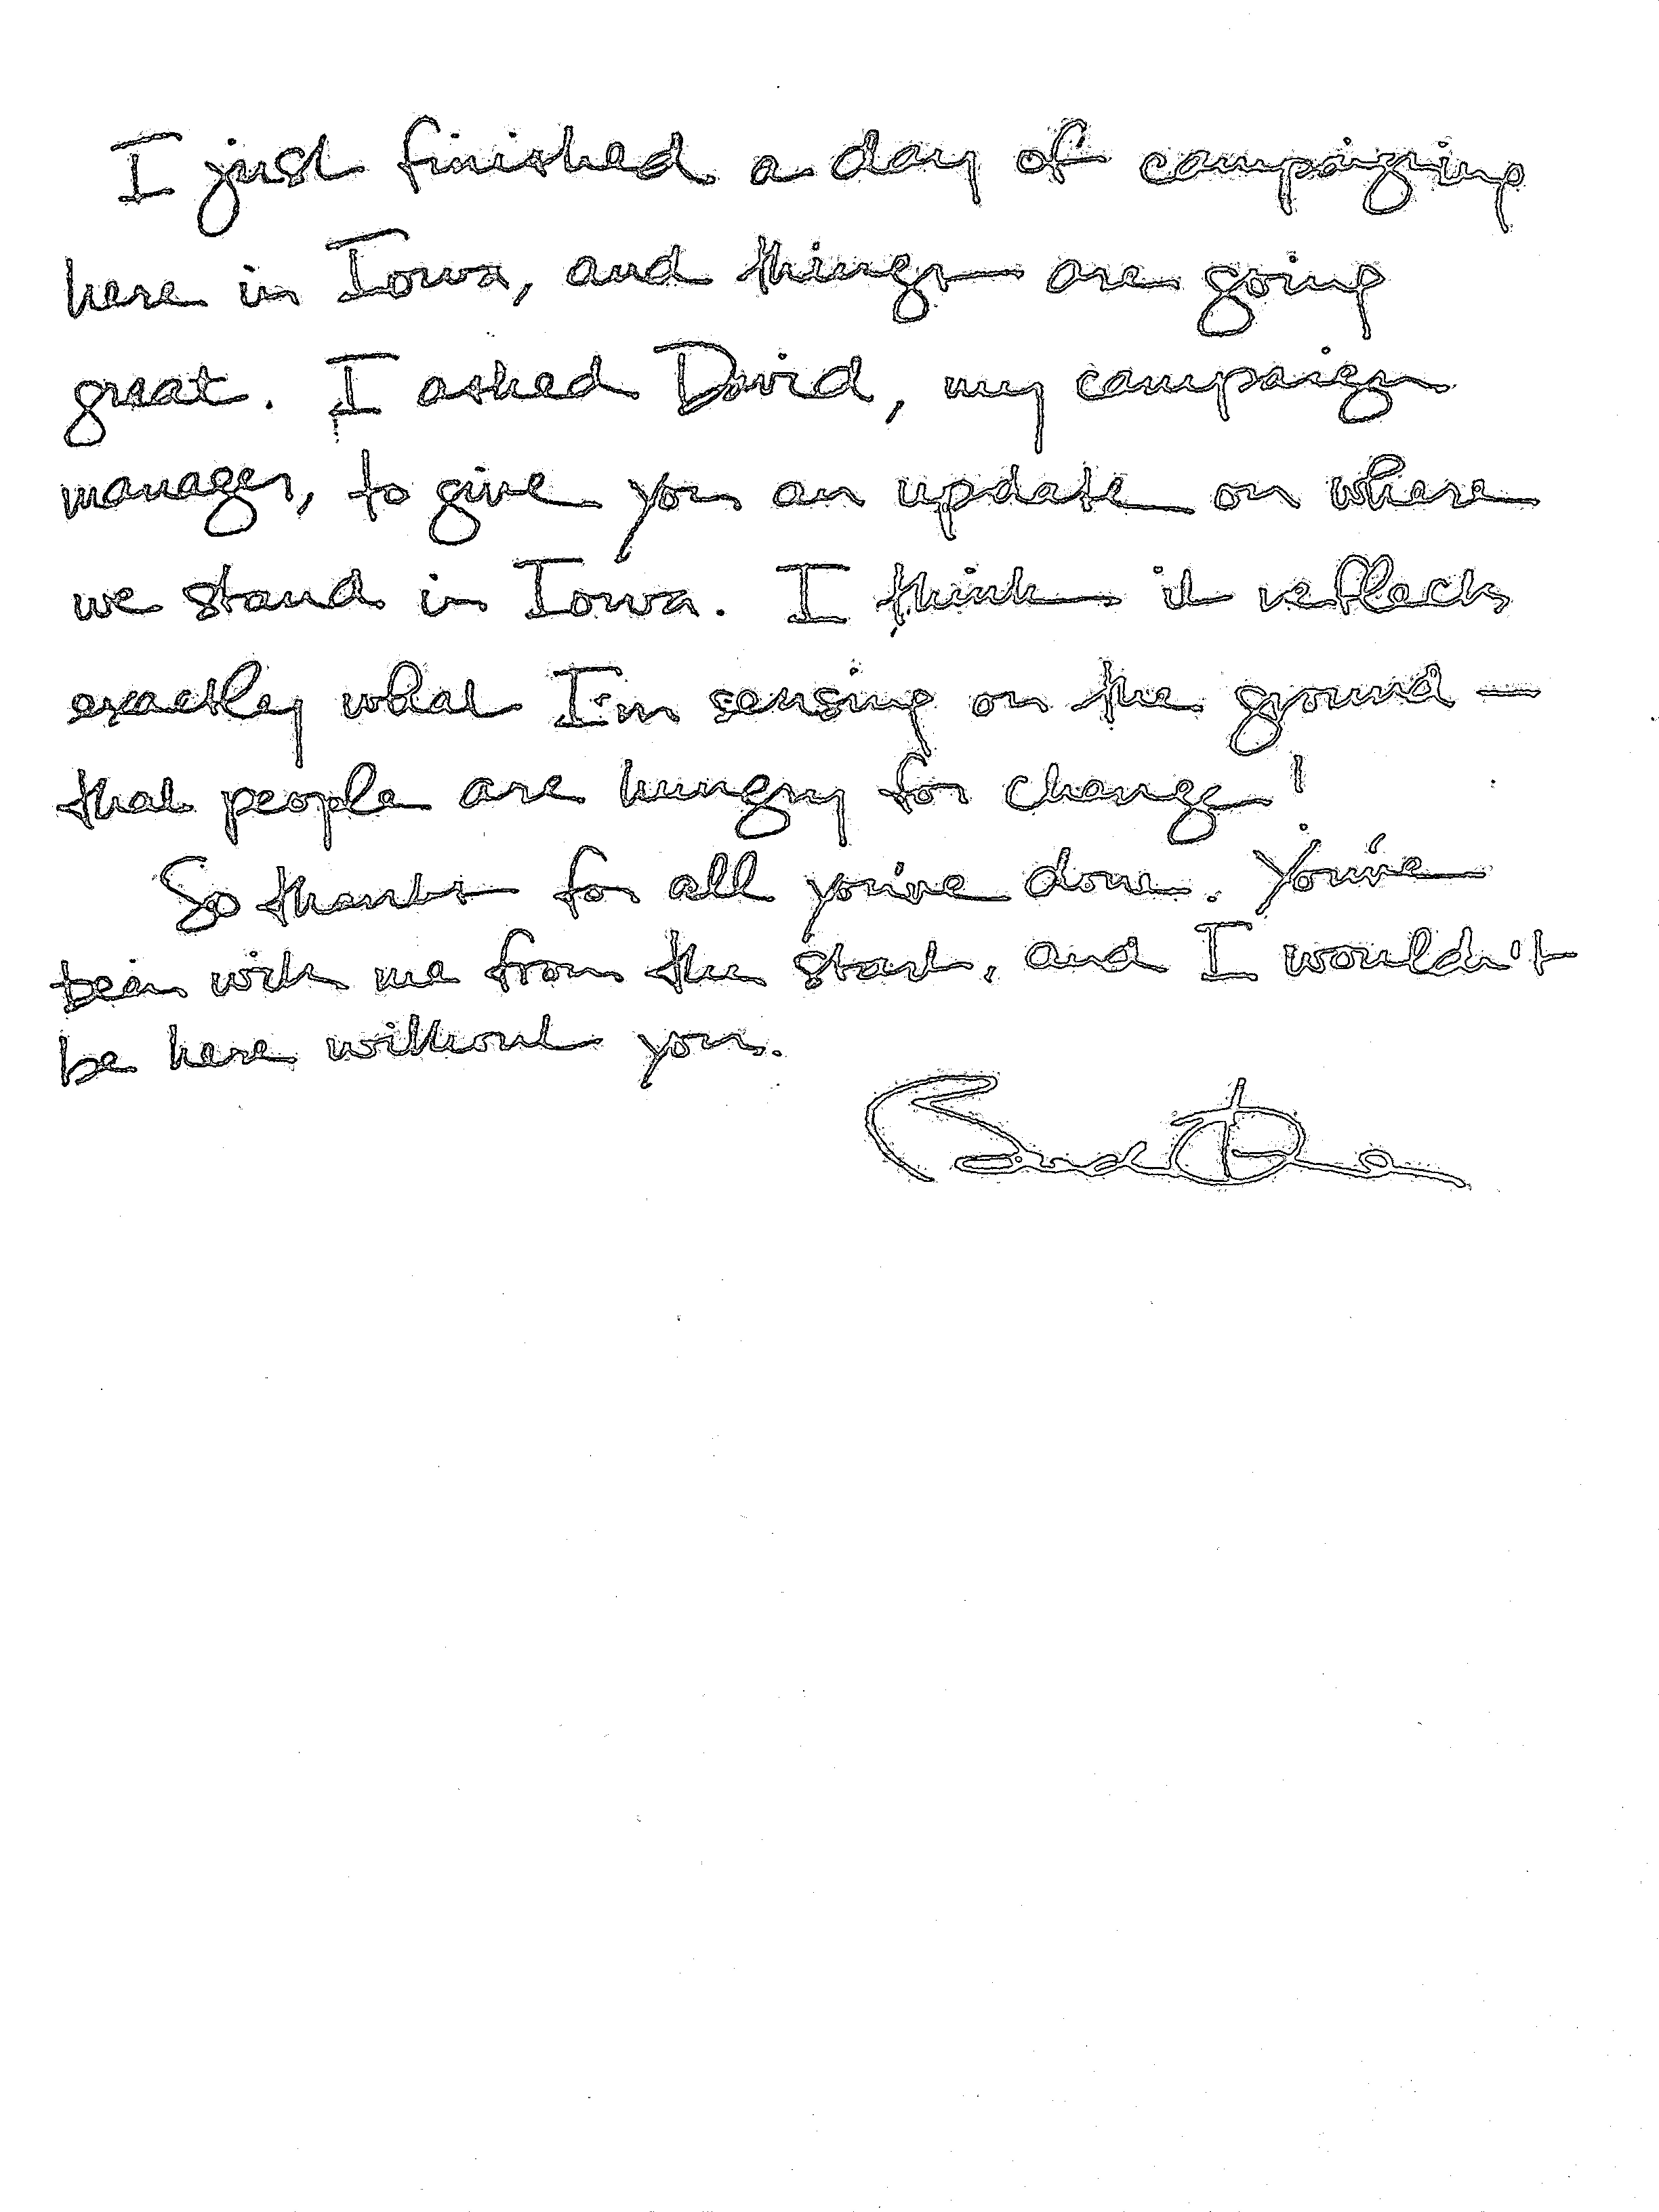 I just finished a day of campaigning
here in Iowa, and things are going
great. I asked David, my campaign
manager, to give you an update on where
we stand in Iowa. I think it reflects
exactly what I'm sensing on the ground —
that people are hungry for change!
So thanks for all you've done. You've
been with me from the start, and I wouldn't
be here without you.
Barack Obama